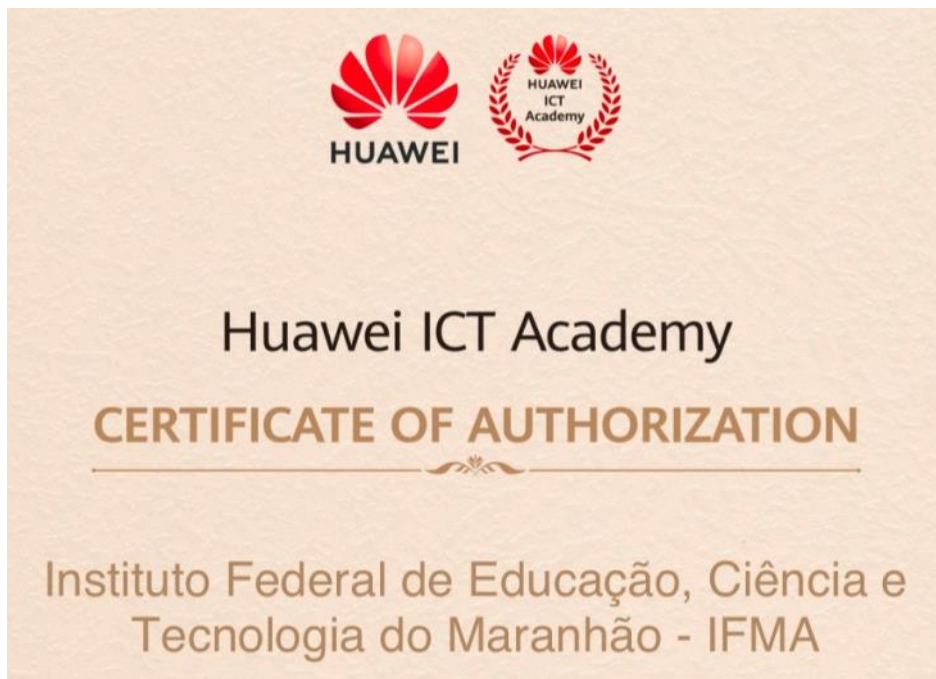 HUAWEI
HUAWEI
ICT
Academy
Huawei ICT Academy
CERTIFICATE OF AUTHORIZATION
Instituto Federal de Educação, Ciência e
Tecnologia do Maranhão - IFMA